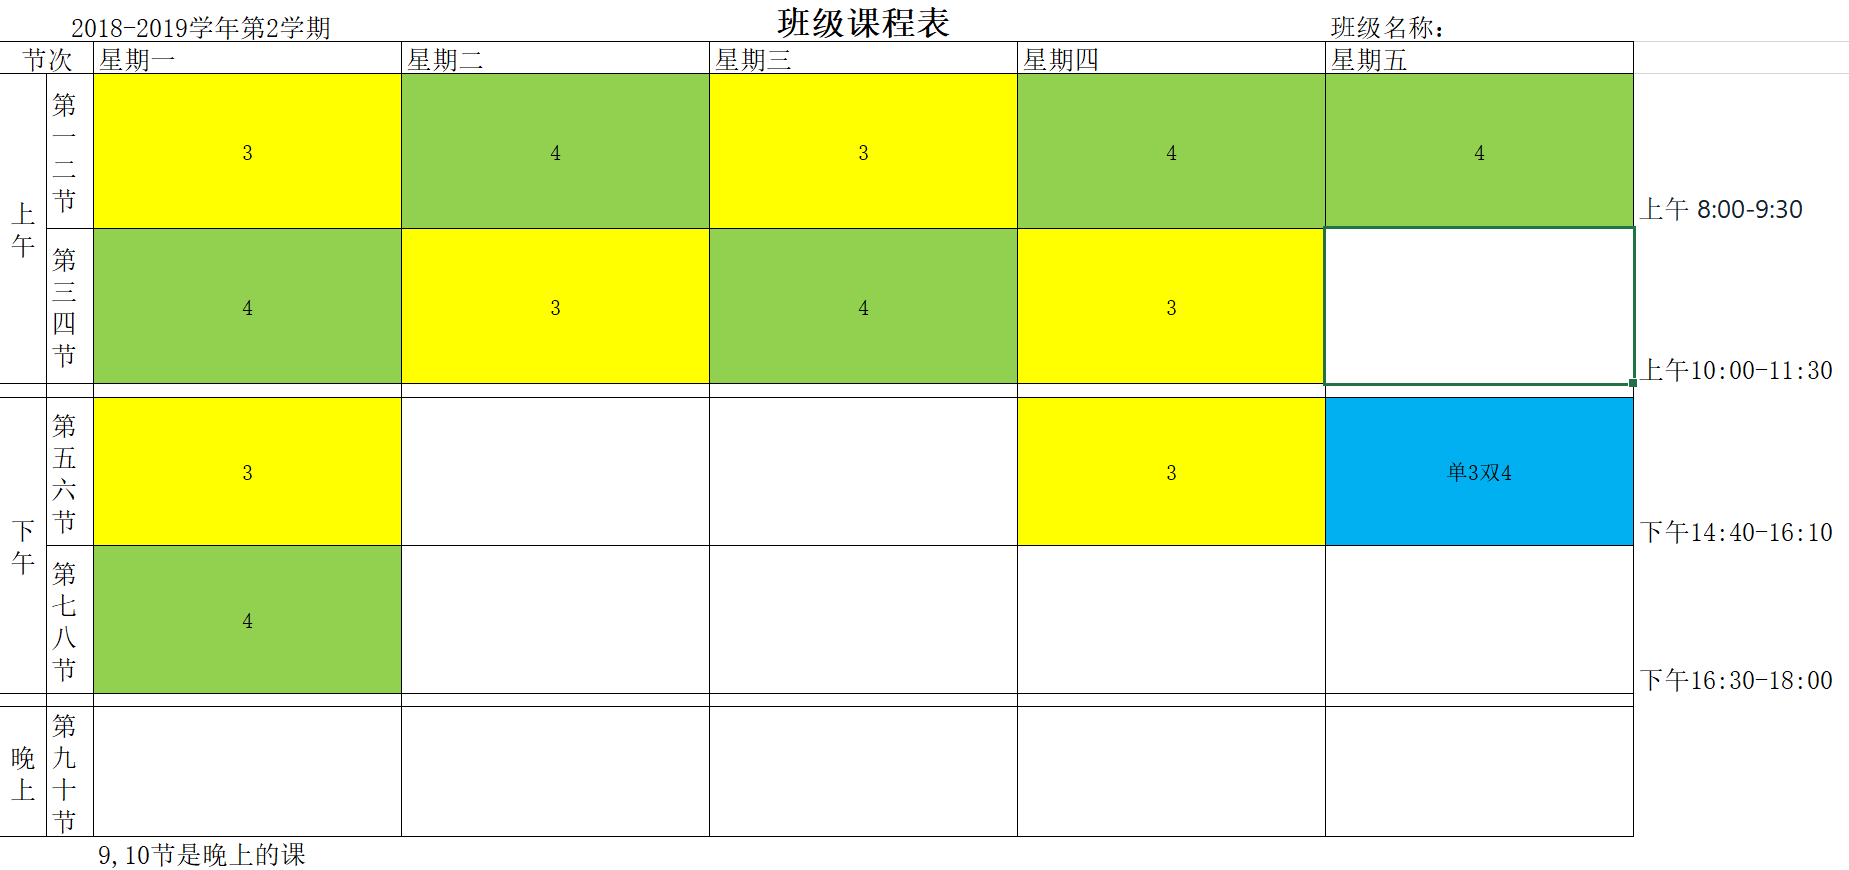 2018-2019学年第2学期
班级课程表
班级名称：
节次
星期一
星期二
星期三
星期四
星期五
上午
第一二节
3
4
3
4
4
上午 8:00-9:30
第三四节
4
3
4
3
上午10:00-11:30
下午
第五六节
3
3
单3双4
下午14:40-16:10
第七八节
4
下午16:30-18:00
晚上
第九十节
9,10节是晚上的课